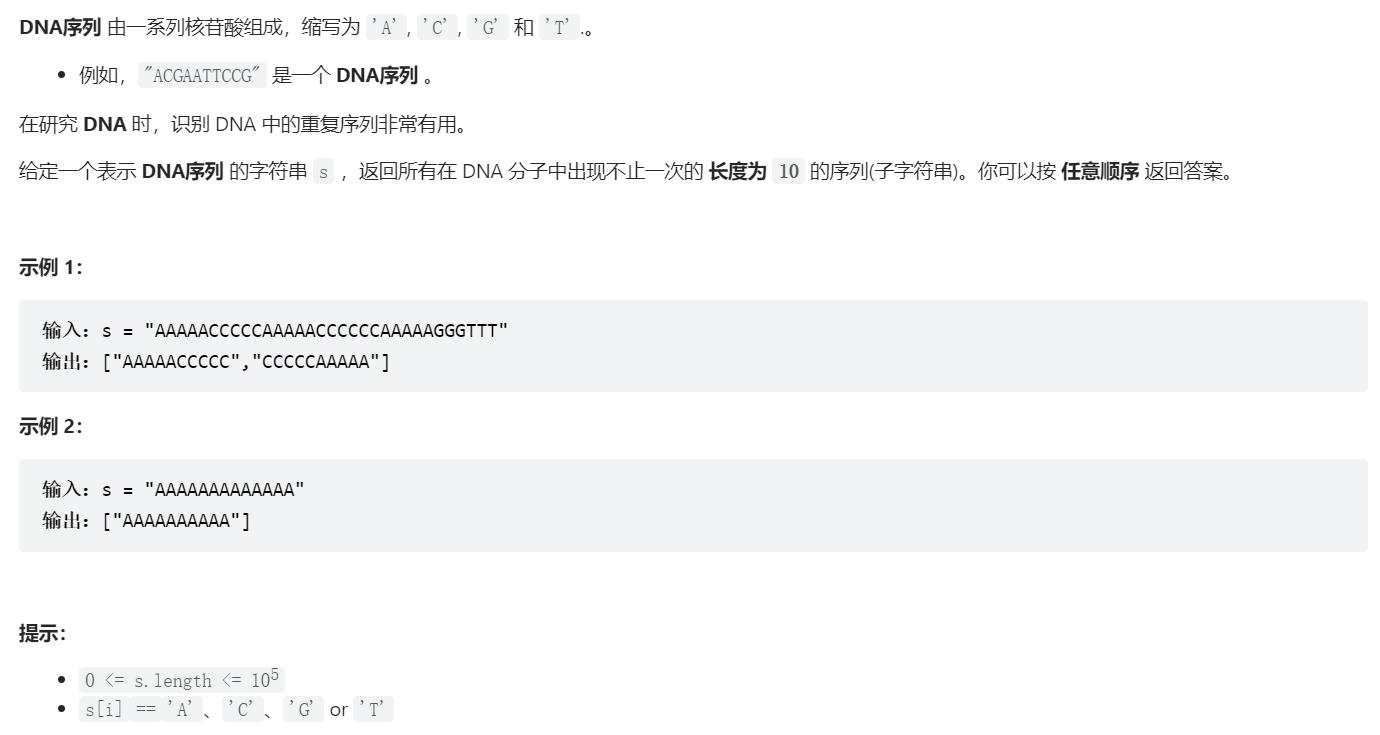 DNA序列 由一系列核苷酸组成，缩写为 'A', 'C', 'G' 和 'T'.。
• 例如，"ACGAATTCCG" 是一个 DNA序列 。
在研究 DNA 时，识别 DNA 中的重复序列非常有用。
给定一个表示 DNA序列 的字符串 s ，返回所有在 DNA 分子中出现不止一次的 长度为 10 的序列(子字符串)。你可以按 任意顺序 返回答案。
示例 1：
输入：s = "AAAAACCCCCAAAAACCCCCCAAAAAGGGTTT"
输出：["AAAAACCCCC","CCCCCAAAAA"]
示例 2：
输入：s = "AAAAAAAAAAAAA"
输出：["AAAAAAAAAA"]
提示：
• 0 <= s.length <= 10⁵
• s[i] == 'A'、'C'、'G' or 'T'